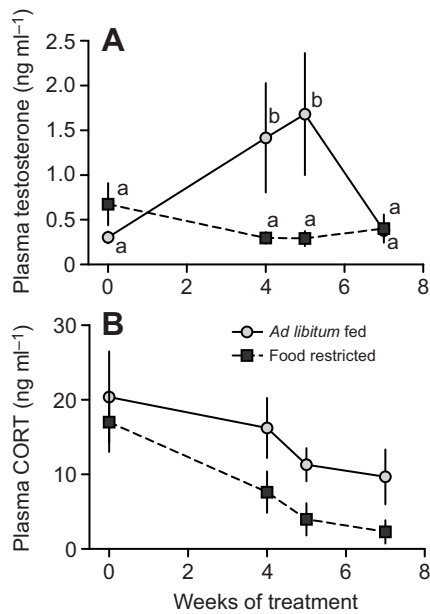 A
Plasma testosterone (ng ml⁻¹)
2.5
2.0
1.5
1.0
0.5
0
a
a
b
a
b
a
a
a
0 2 4 6 8
B
Plasma CORT (ng ml⁻¹)
30
20
10
0
Ad libitum fed
Food restricted
0 2 4 6 8
Weeks of treatment